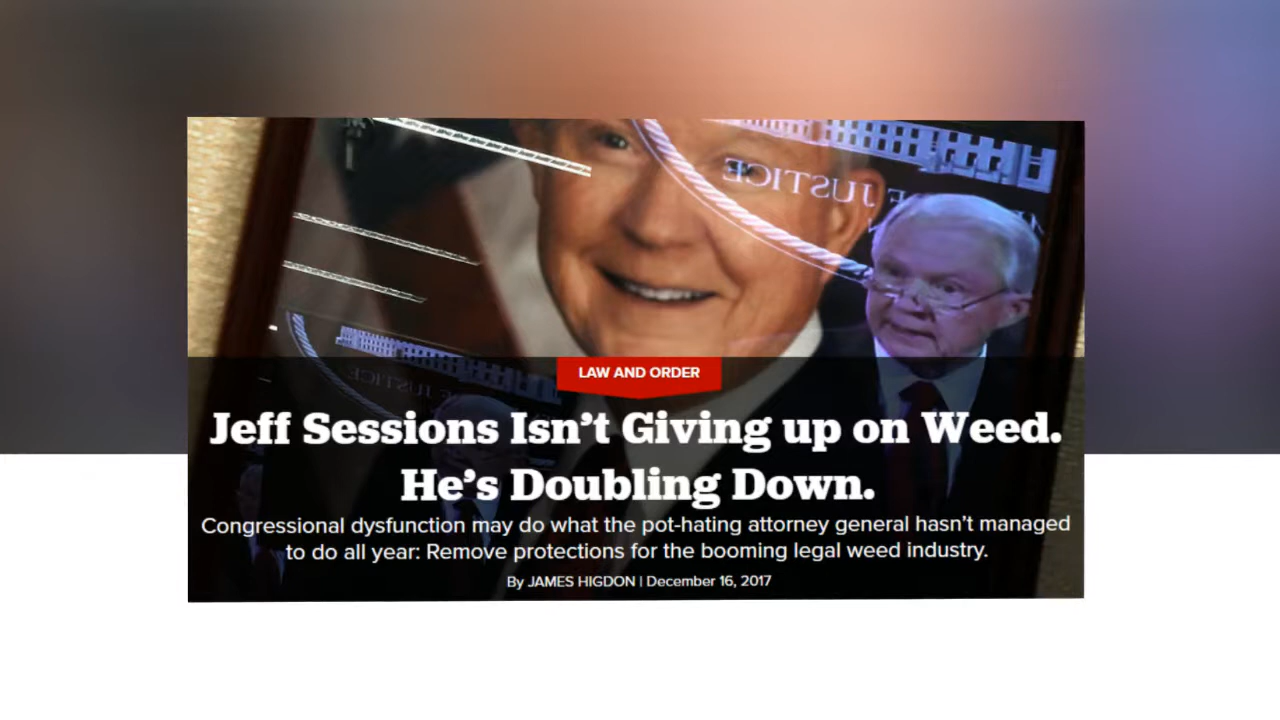 JUSTICE
LAW AND ORDER
Jeff Sessions Isn't Giving up on Weed.
He's Doubling Down.
Congressional dysfunction may do what the pot-hating attorney general hasn't managed
to do all year: Remove protections for the booming legal weed industry.
By JAMES HIGDON | December 16, 2017